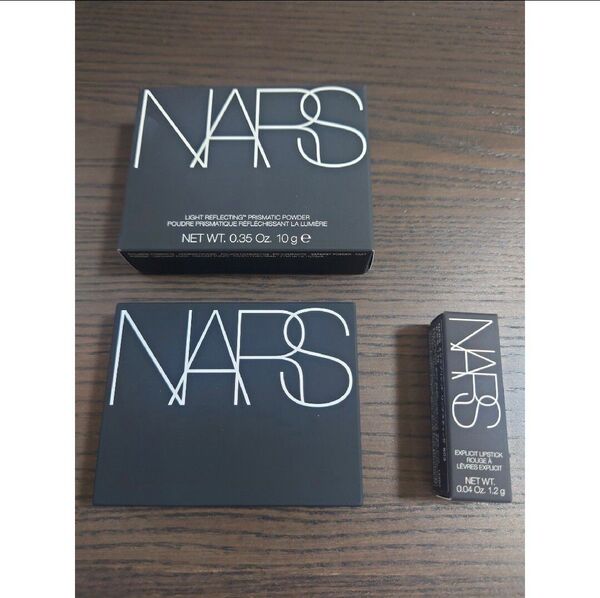 NARS
LIGHT REFLECTING™ PRISMATIC POWDER
POUDRE PRISMATIQUE RÉFLÉCHISSANT LA LUMIÈRE
NET WT. 0.35 Oz. 10 g ℮
NARS
NARS
EXPLICIT LIPSTICK
ROUGE À
LÈVRES EXPLICIT
NET WT.
0.04 Oz. 1.2 g